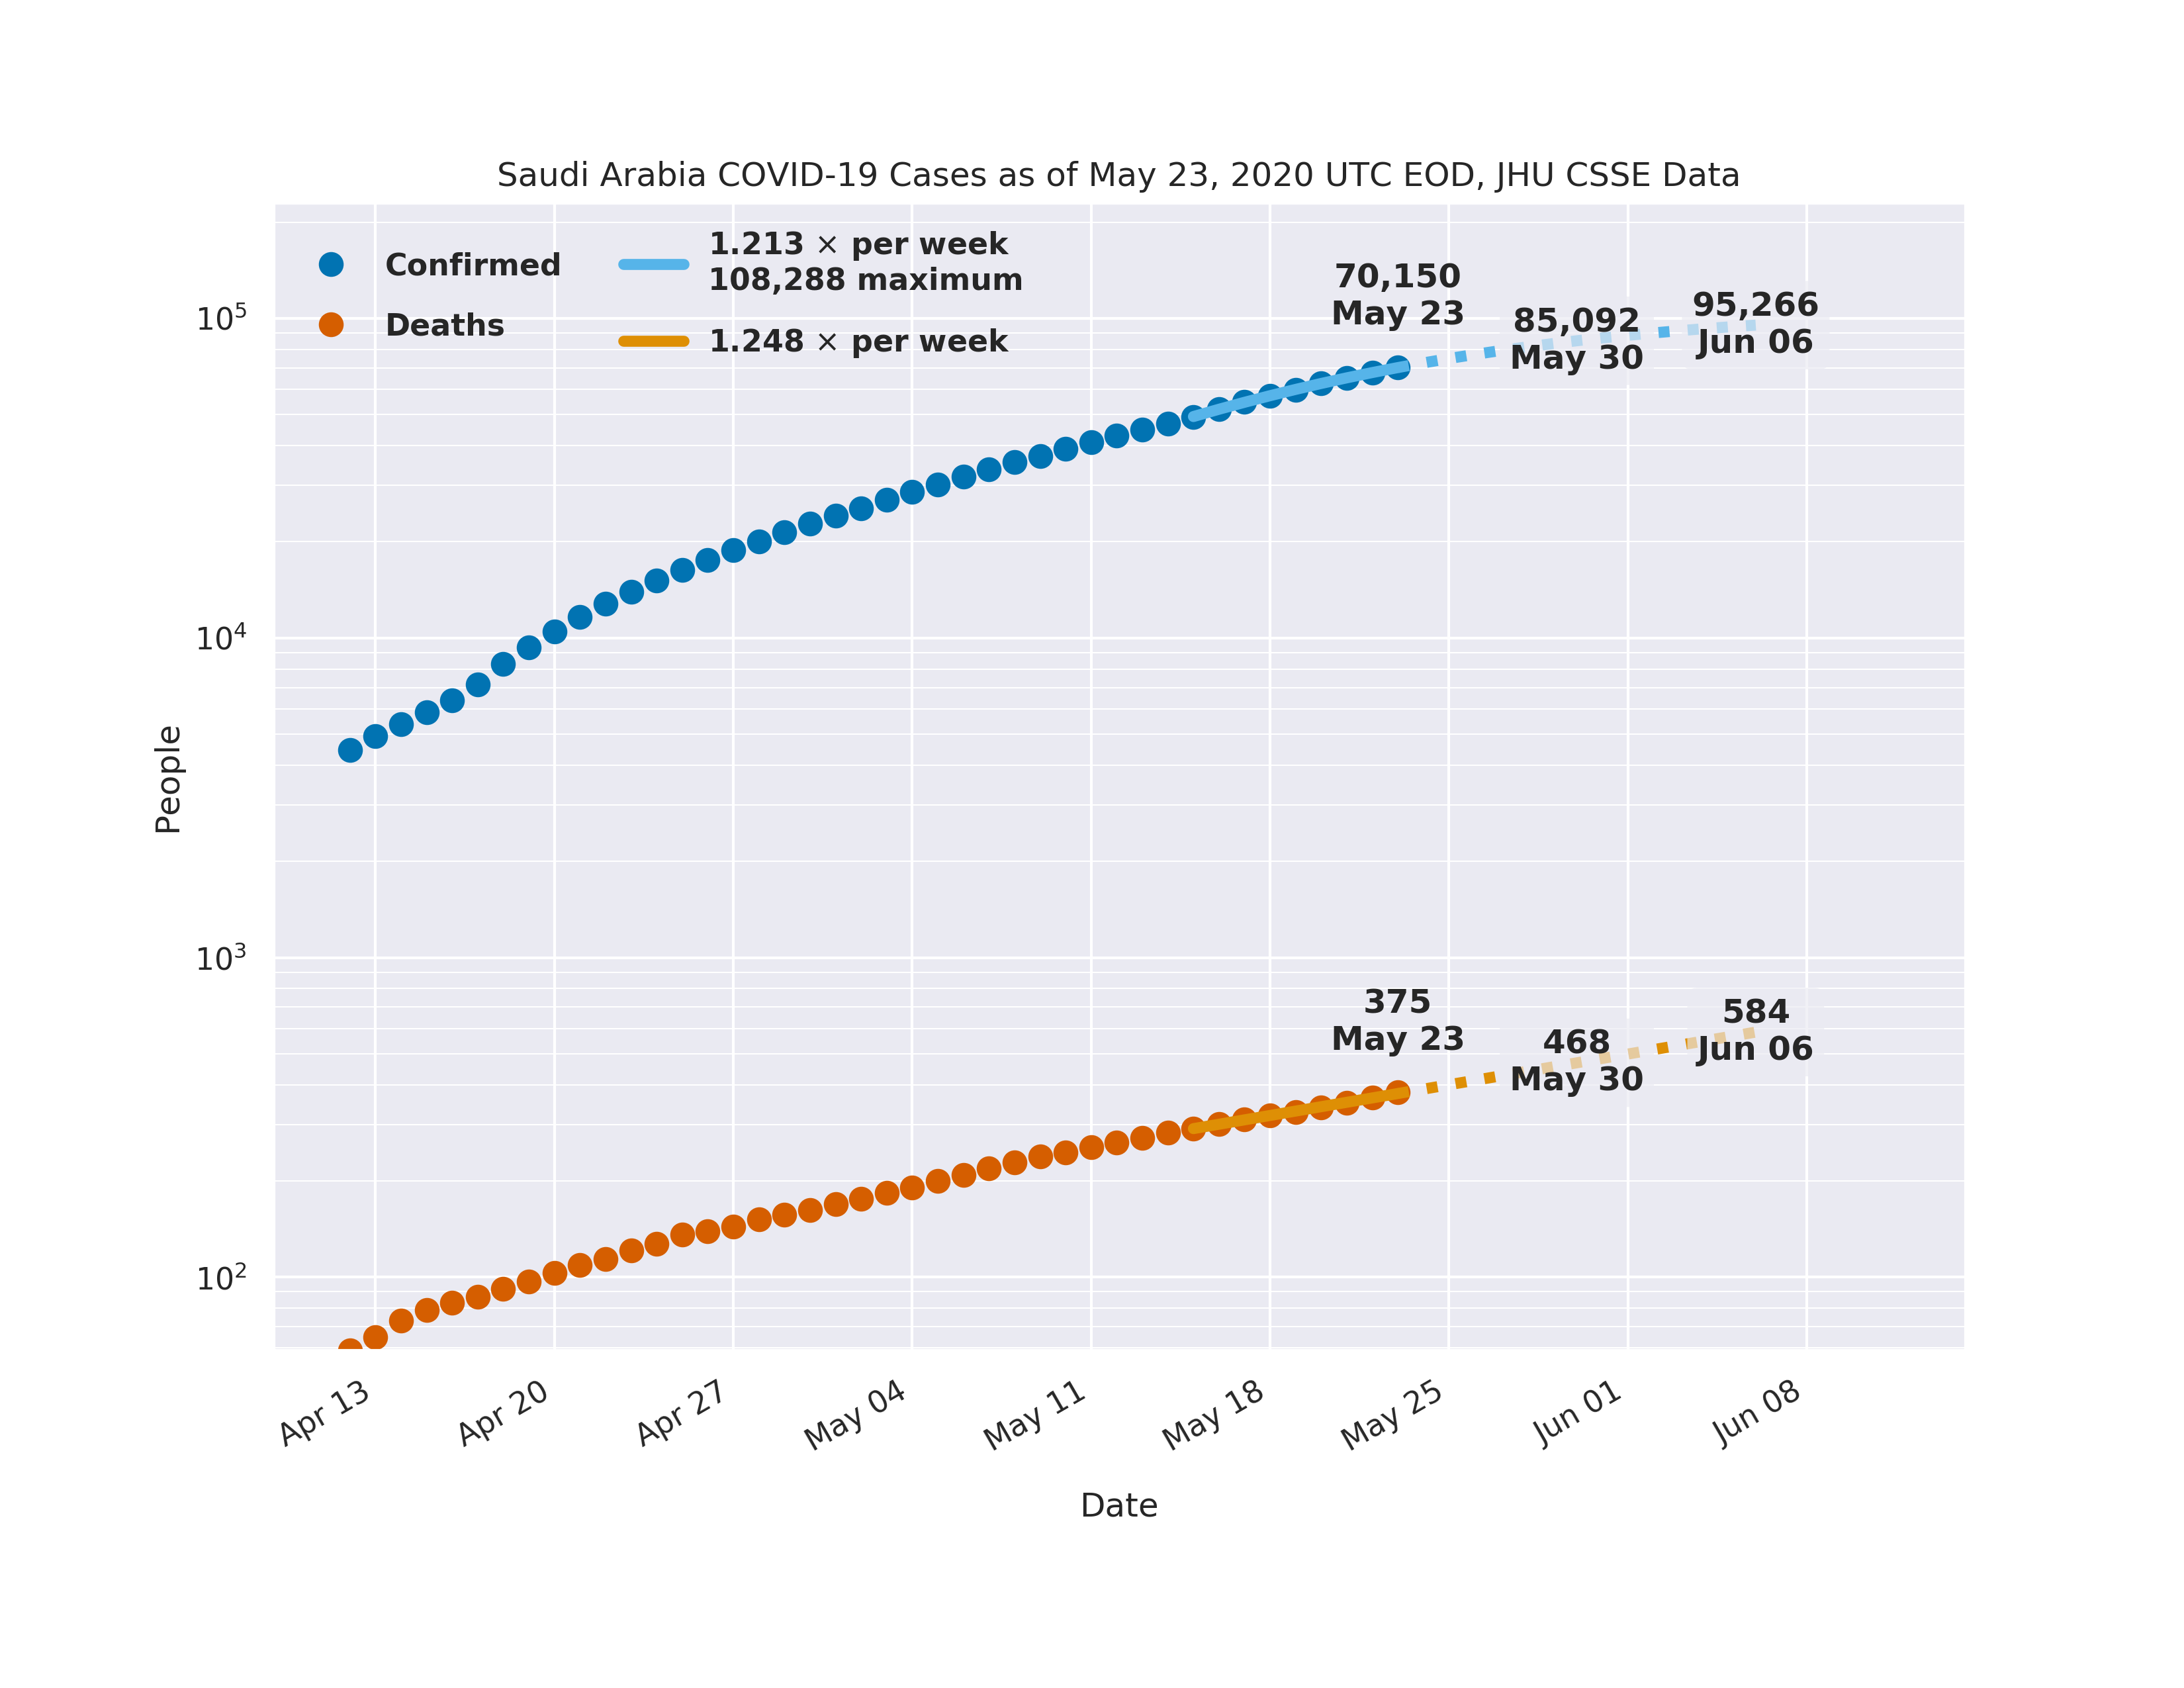 Saudi Arabia COVID-19 Cases as of May 23, 2020 UTC EOD, JHU CSSE Data
Confirmed
Deaths
1.213 × per week
108,288 maximum
1.248 × per week
70,150
May 23
85,092
May 30
95,266
Jun 06
375
May 23
468
May 30
584
Jun 06
People
10⁵
10⁴
10³
10²
Apr 13
Apr 20
Apr 27
May 04
May 11
May 18
May 25
Jun 01
Jun 08
Date